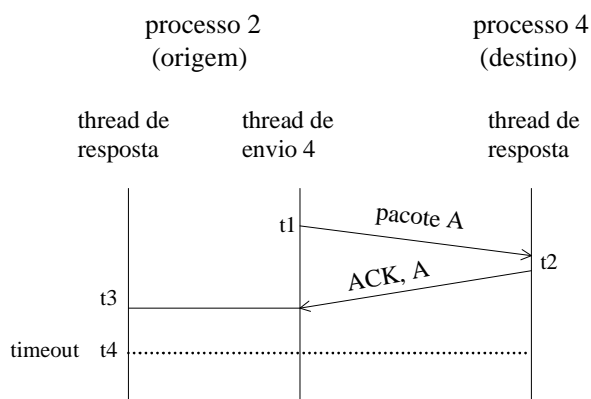 processo 2
(origem)
processo 4
(destino)
thread de
resposta
thread de
envio 4
thread de
resposta
t1
pacote A
t2
ACK, A
t3
timeout t4